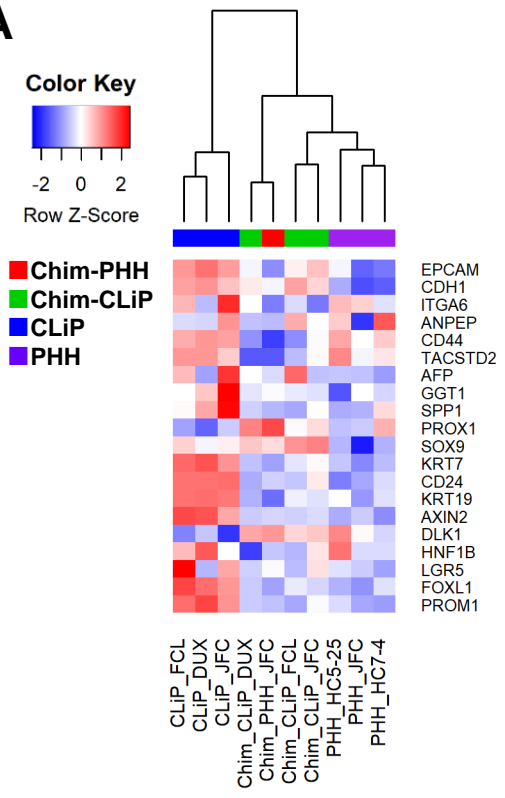 A
Color Key
-2 0 2
Row Z-Score
Chim-PHH
Chim-CLiP
CLiP
PHH
EPCAM
CDH1
ITGA6
ANPEP
CD44
TACSTD2
AFP
GGT1
SPP1
PROX1
SOX9
KRT7
CD24
KRT19
AXIN2
DLK1
HNF1B
LGR5
FOXL1
PROM1
CLiP_FCL
CLiP_DUX
CLiP_JFC
Chim_CLiP_DUX
Chim_PHH_JFC
Chim_CLiP_FCL
Chim_CLiP_JFC
PHH_HC5-25
PHH_JFC
PHH_HC7-4